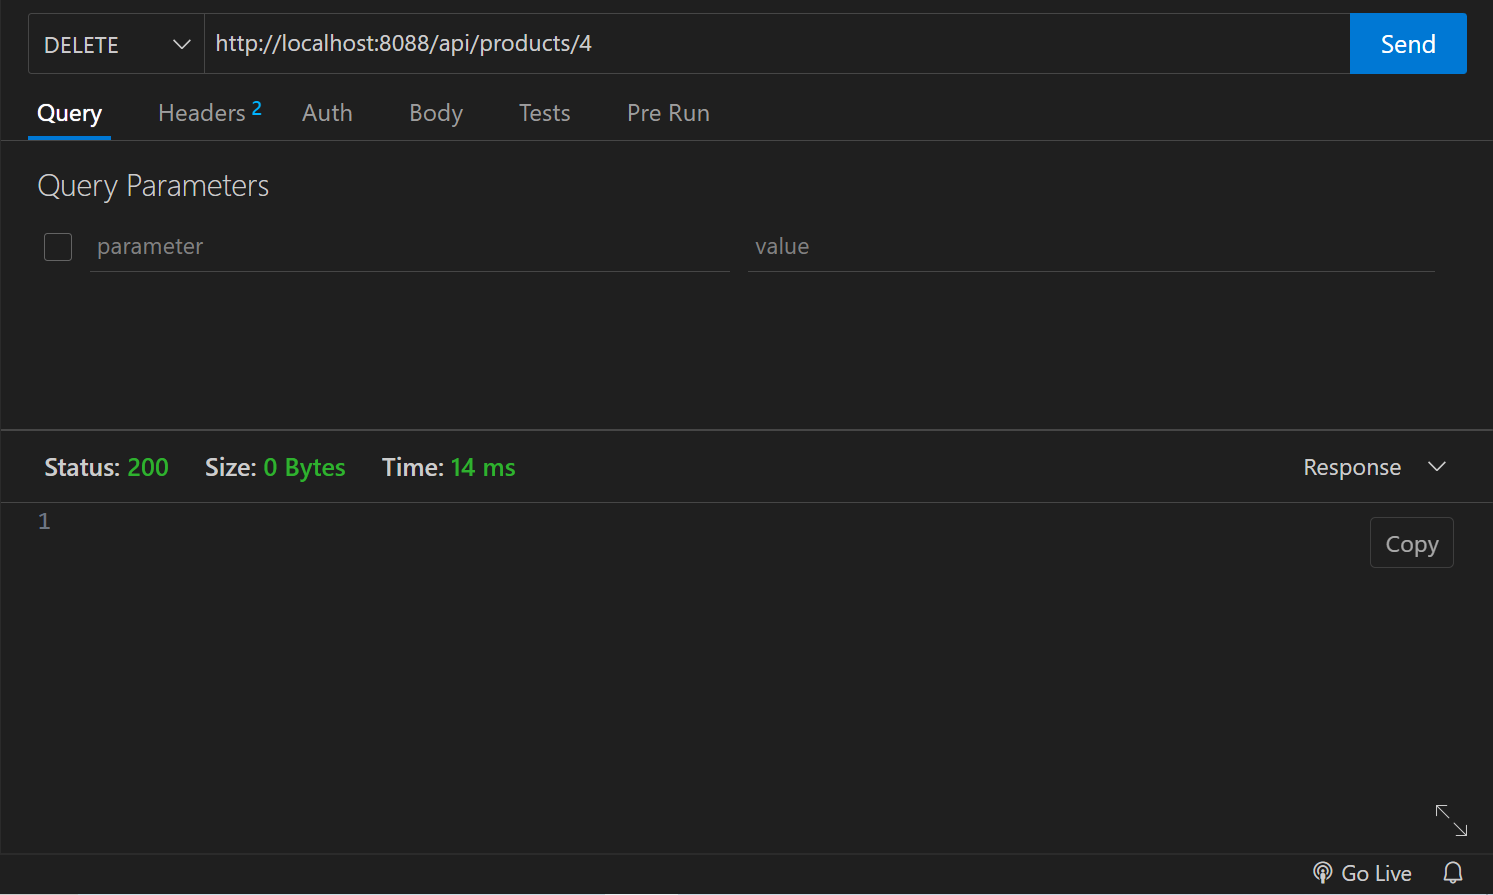 DELETE http://localhost:8088/api/products/4 Send
Query Headers 2 Auth Body Tests Pre Run
Query Parameters
parameter value
Status: 200 Size: 0 Bytes Time: 14 ms Response
1
Copy
Go Live